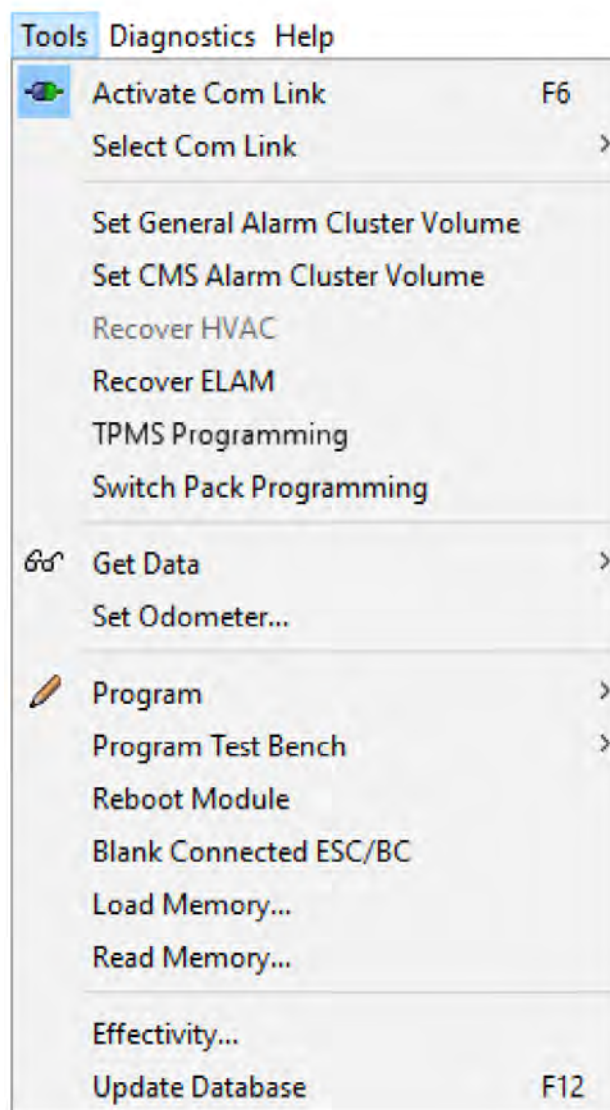 Tools Diagnostics Help
Activate Com Link F6
Select Com Link
Set General Alarm Cluster Volume
Set CMS Alarm Cluster Volume
Recover HVAC
Recover ELAM
TPMS Programming
Switch Pack Programming
Get Data
Set Odometer...
Program
Program Test Bench
Reboot Module
Blank Connected ESC/BC
Load Memory...
Read Memory...
Effectivity...
Update Database F12